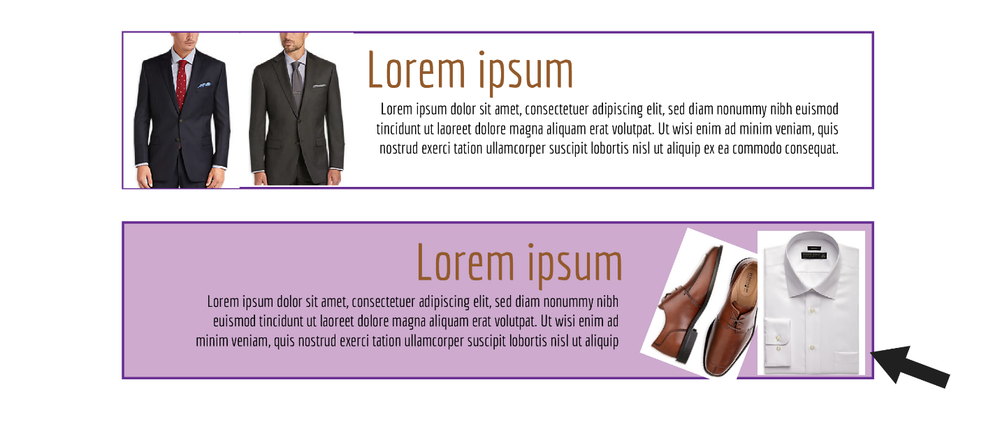 Lorem ipsum
Lorem ipsum dolor sit amet, consectetuer adipiscing elit, sed diam nonummy nibh euismod
tincidunt ut laoreet dolore magna aliquam erat volutpat. Ut wisi enim ad minim veniam, quis
nostrud exerci tation ullamcorper suscipit lobortis nisl ut aliquip ex ea commodo consequat.
Lorem ipsum
Lorem ipsum dolor sit amet, consectetuer adipiscing elit, sed diam nonummy nibh
euismod tincidunt ut laoreet dolore magna aliquam erat volutpat. Ut wisi enim ad
minim veniam, quis nostrud exerci tation ullamcorper suscipit lobortis nisl ut aliquip